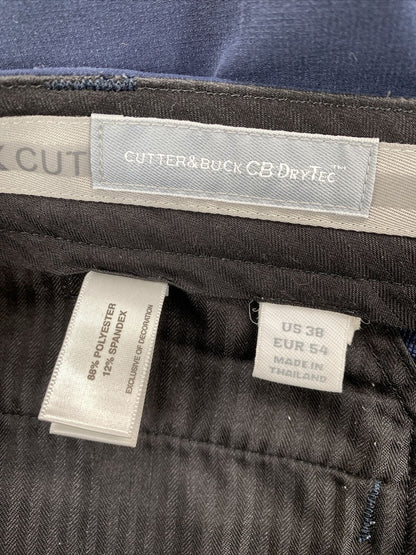 CUTTER&BUCK CB DRYTEC™
CUT
88% POLYESTER
12% SPANDEX
EXCLUSIVE OF DECORATION
US 38
EUR 54
MADE IN
THAILAND